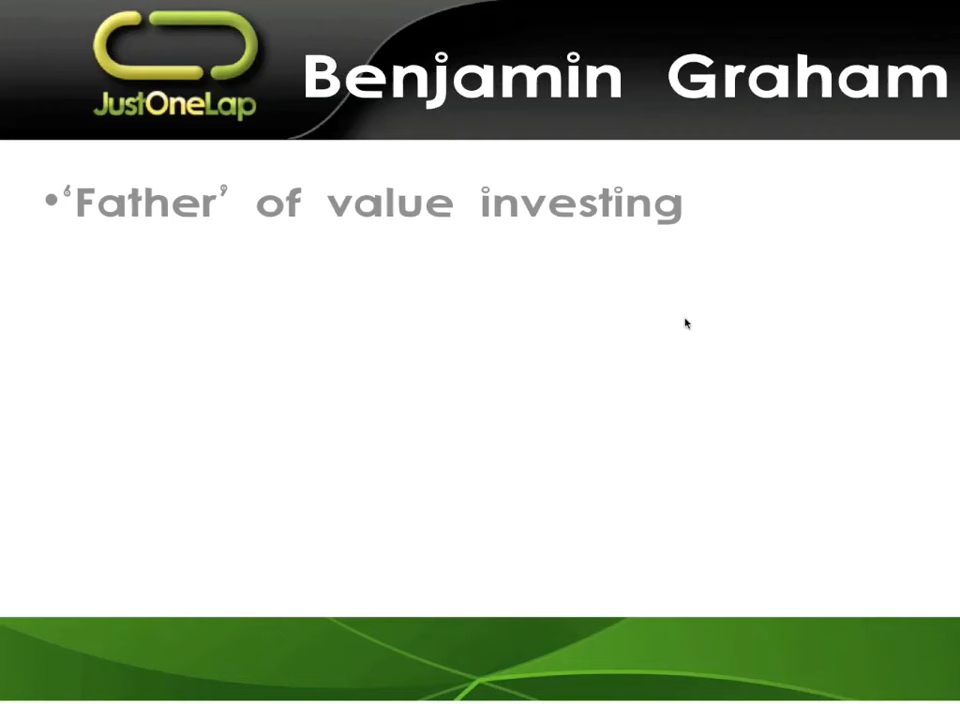 JustOneLap
Benjamin Graham
•‘Father’ of value investing